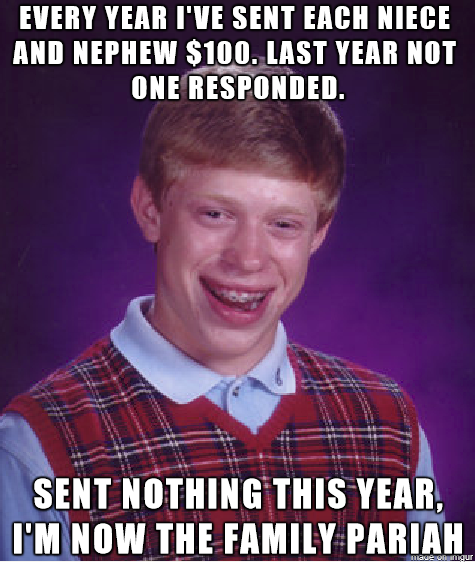 EVERY YEAR I'VE SENT EACH NIECE
AND NEPHEW $100. LAST YEAR NOT
ONE RESPONDED.
SENT NOTHING THIS YEAR,
I'M NOW THE FAMILY PARIAH
made on imgur